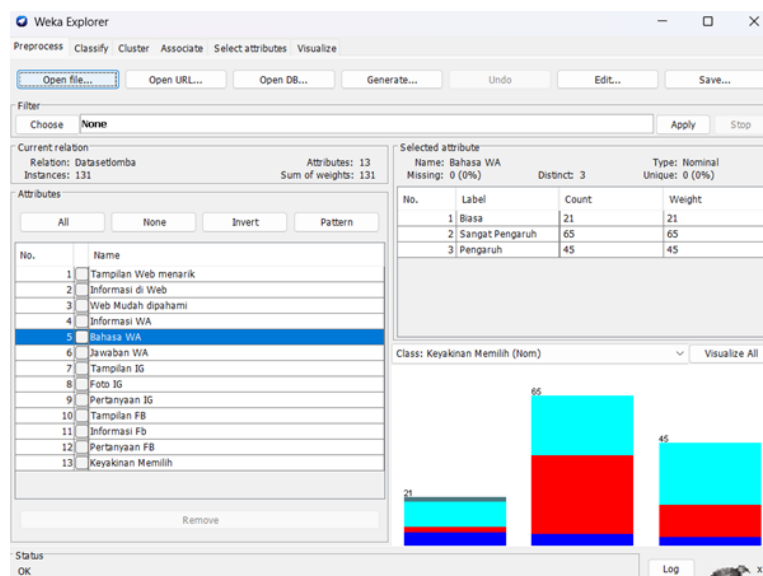 Weka Explorer
Preprocess Classify Cluster Associate Select attributes Visualize
Open file... Open URL... Open DB... Generate... Undo Edit... Save...
Filter
Choose None Apply Stop
Current relation
Relation: Datasetlomba Attributes: 13
Instances: 131 Sum of weights: 131
Attributes
All None Invert Pattern
No. Name
1 Tampilan Web menarik
2 Informasi di Web
3 Web Mudah dipahami
4 Informasi WA
5 Bahasa WA
6 Jawaban WA
7 Tampilan IG
8 Foto IG
9 Pertanyaan IG
10 Tampilan FB
11 Informasi Fb
12 Pertanyaan FB
13 Keyakinan Memilih
Remove
Selected attribute
Name: Bahasa WA Type: Nominal
Missing: 0 (0%) Distinct: 3 Unique: 0 (0%)
No. Label Count Weight
1 Biasa 21 21
2 Sangat Pengaruh 65 65
3 Pengaruh 45 45
Class: Keyakinan Memilih (Nom) Visualize All
65
45
21
Status
OK
Log x